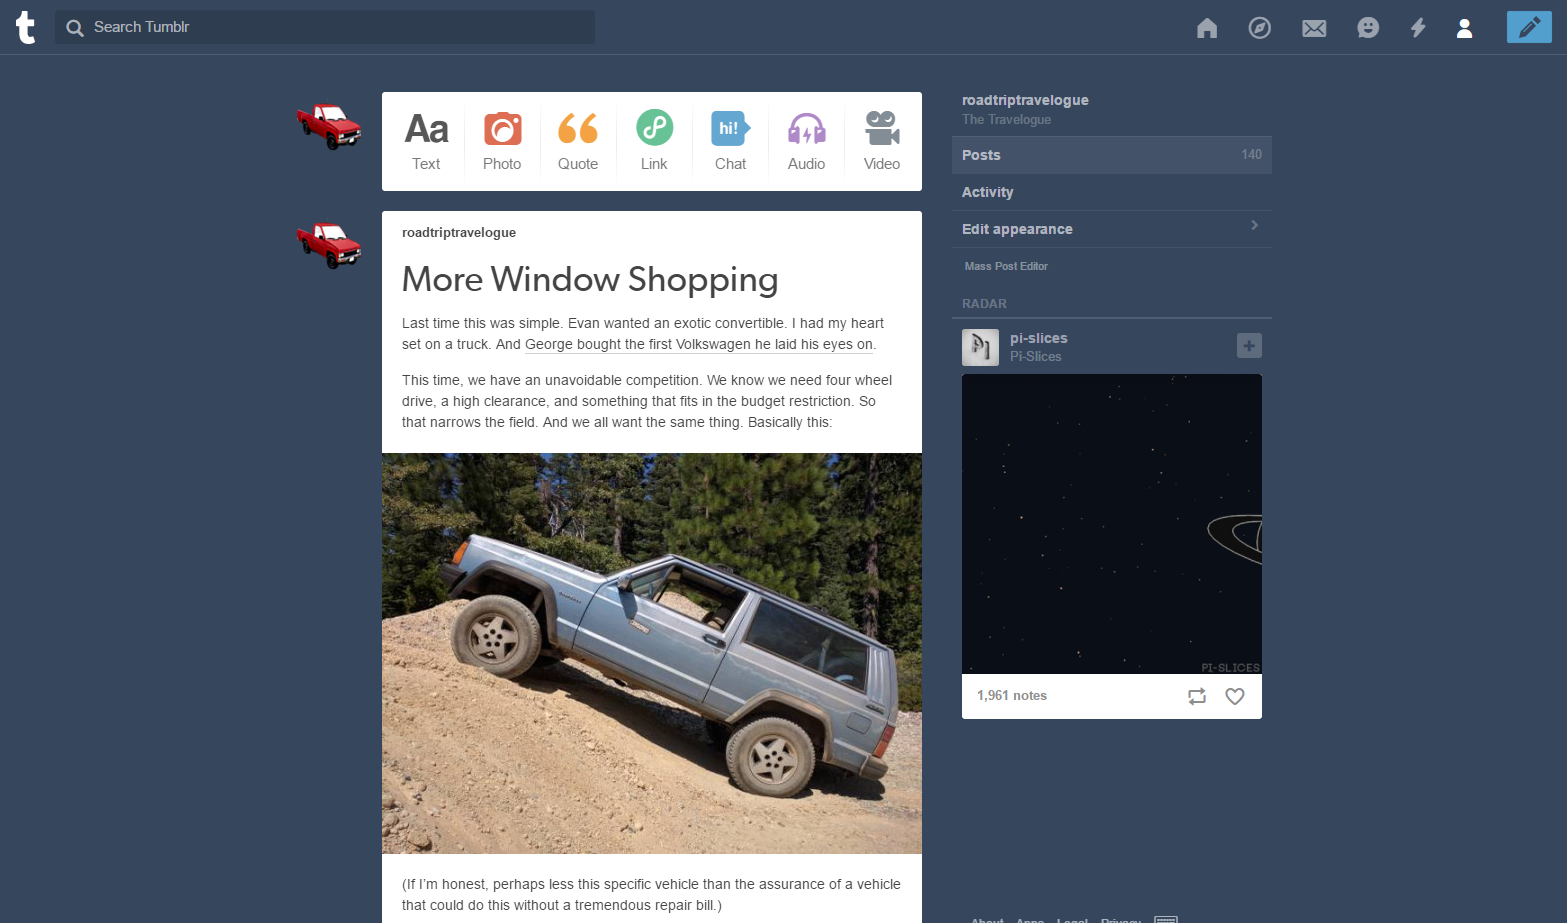 t
Search Tumblr
Aa
hi!
Text
Photo
Quote
Link
Chat
Audio
Video
roadtriptravelogue
More Window Shopping
Last time this was simple. Evan wanted an exotic convertible. I had my heart
set on a truck. And George bought the first Volkswagen he laid his eyes on.
This time, we have an unavoidable competition. We know we need four wheel
drive, a high clearance, and something that fits in the budget restriction. So
that narrows the field. And we all want the same thing. Basically this:
(If I'm honest, perhaps less this specific vehicle than the assurance of a vehicle
that could do this without a tremendous repair bill.)
roadtriptravelogue
The Travelogue
Posts 140
Activity
Edit appearance
Mass Post Editor
RADAR
pi-slices
Pi-Slices
PI-SLICES
1,961 notes
About Apps Legal Privacy